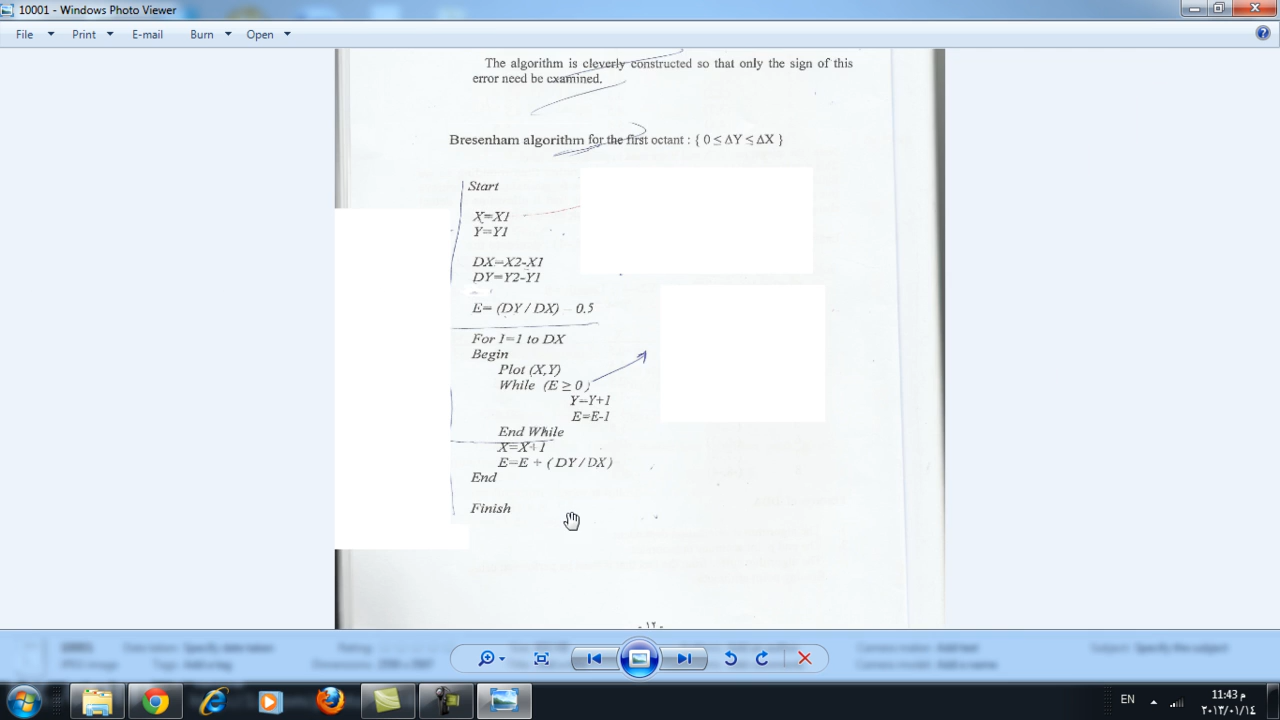 10001 - Windows Photo Viewer
File Print E-mail Burn Open
The algorithm is cleverly constructed so that only the sign of this
error need be examined.
Bresenham algorithm for the first octant : { 0 ≤ ΔY ≤ ΔX }
Start
X=X1
Y=Y1
DX=X2-X1
DY=Y2-Y1
E= (DY / DX) - 0.5
For I=1 to DX
Begin
Plot (X,Y)
While (E ≥ 0)
Y=Y+1
E=E-1
End While
X=X+1
E=E + ( DY / DX)
End
Finish
- ١٢ -
EN
11:43 م
٢٠١٣/٠١/١٤